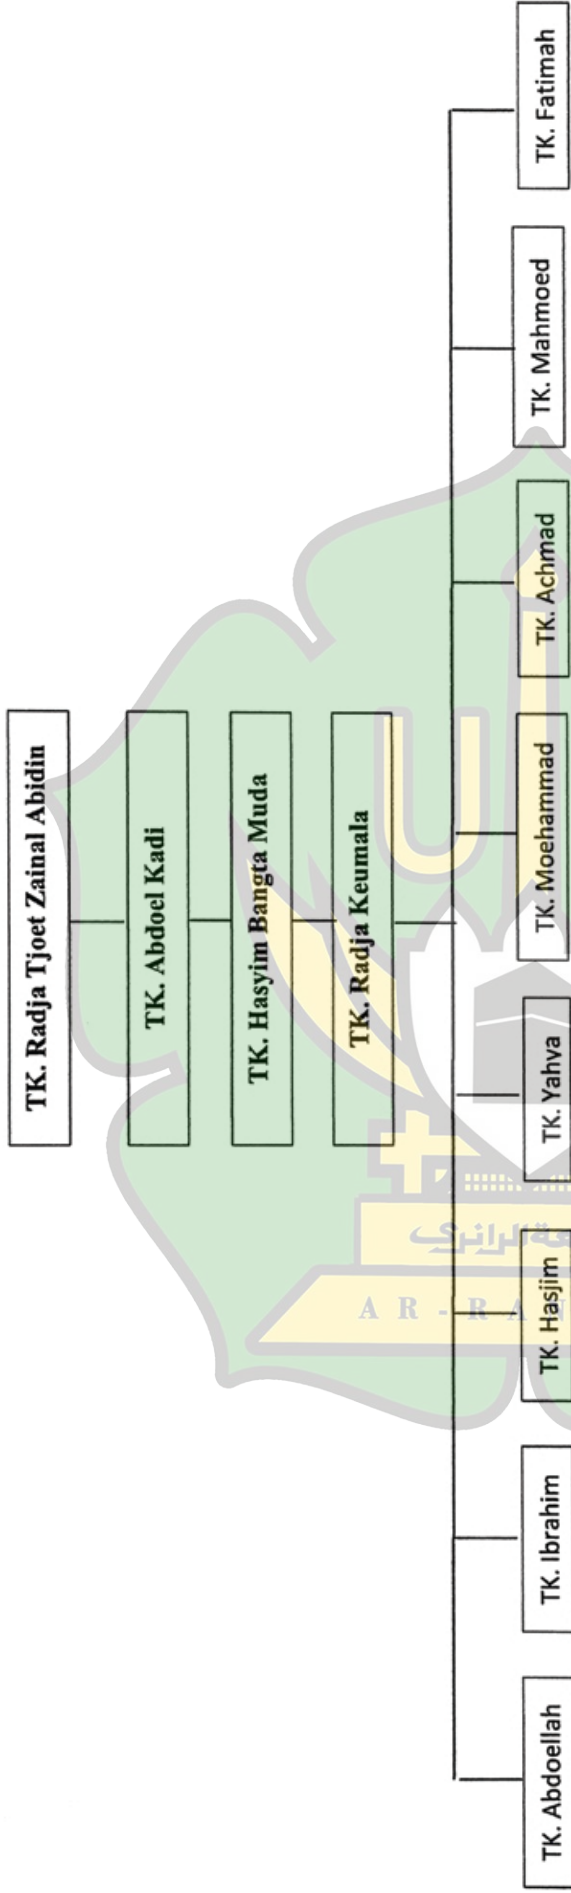 TK. Radja Tjoet Zainal Abidin
TK. Abdoel Kadi
TK. Hasyim Bangta Muda
TK. Radja Keumala
TK. Abdoellah
TK. Ibrahim
TK. Hasjim
TK. Yahva
TK. Moehammad
TK. Achmad
TK. Mahmoed
TK. Fatimah
A R - R A N